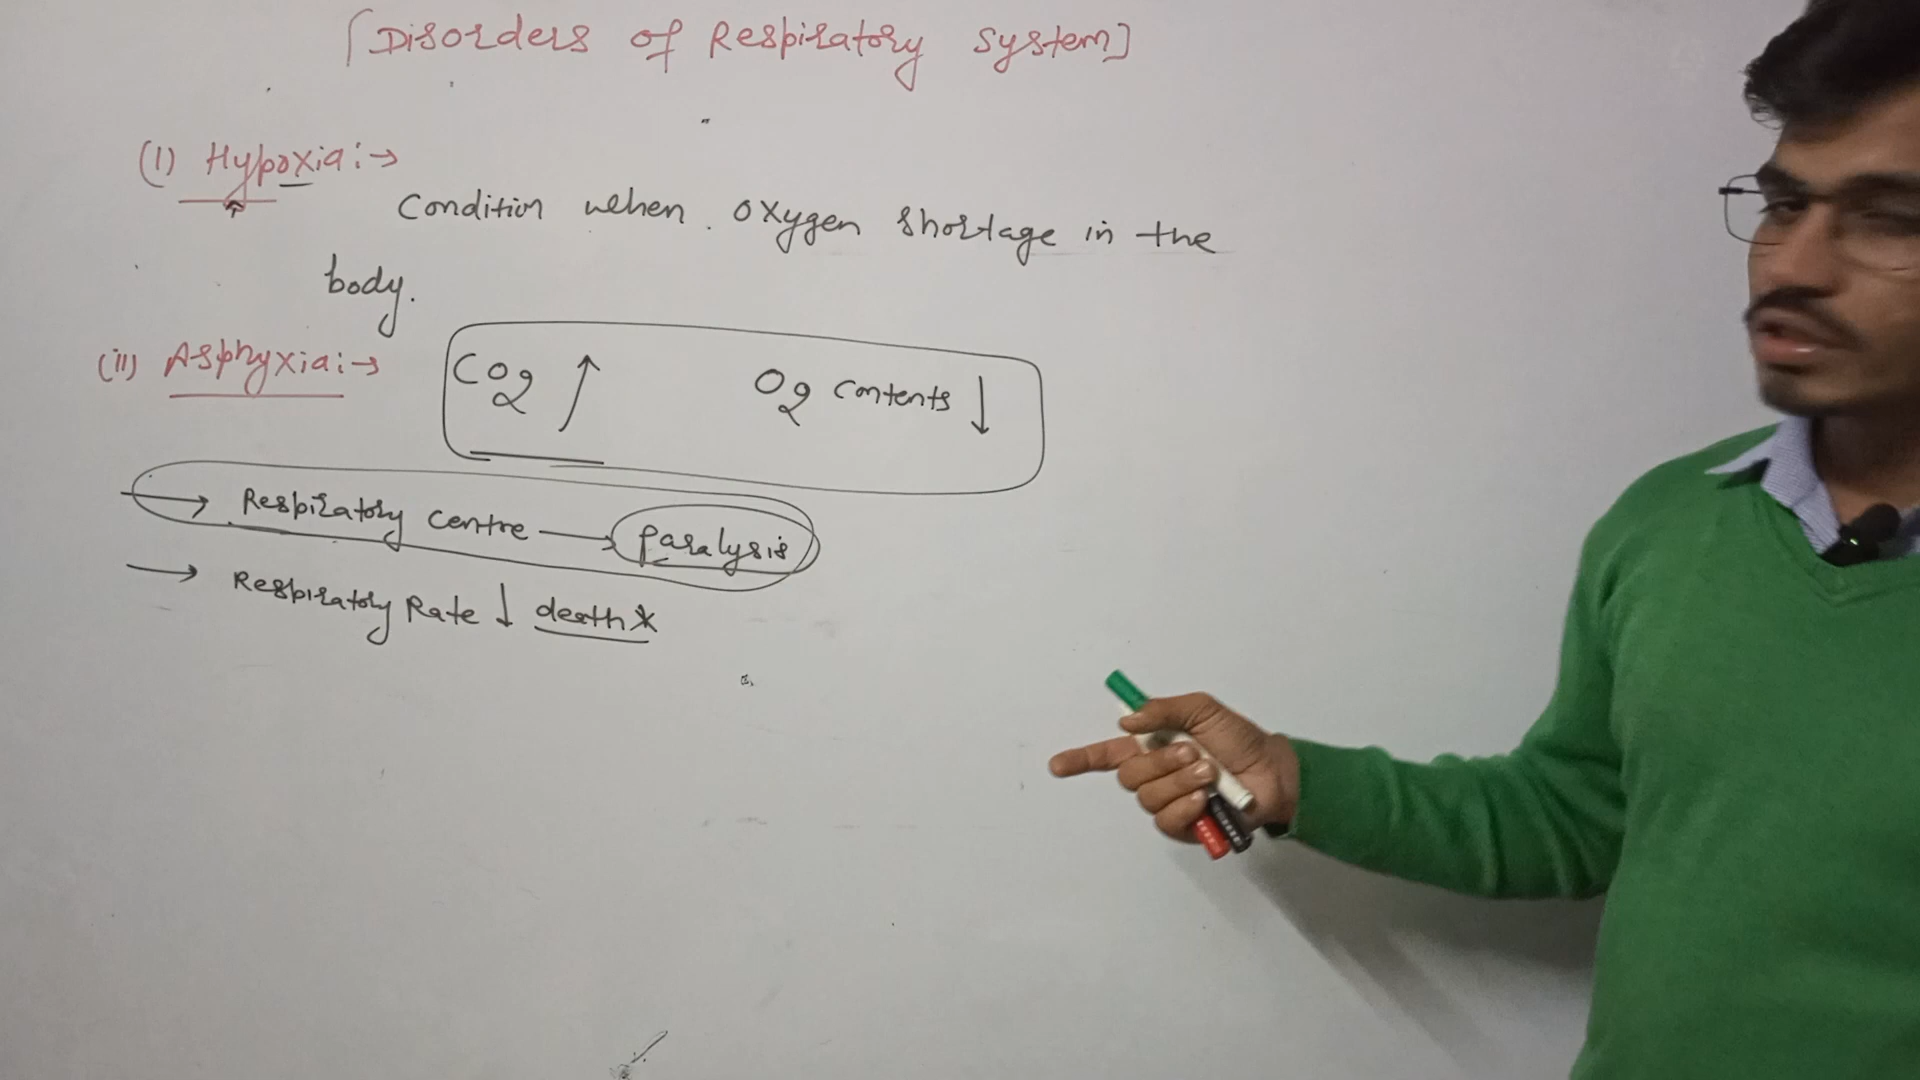 [Disorders of Respiratory System]
(I) Hypoxia:→
Condition when oxygen shortage in the
body.
(ii) Asphyxia:→
CO2 ↑ O2 contents ↓
→ Respiratory centre → paralysis
→ Respiratory Rate ↓ death*